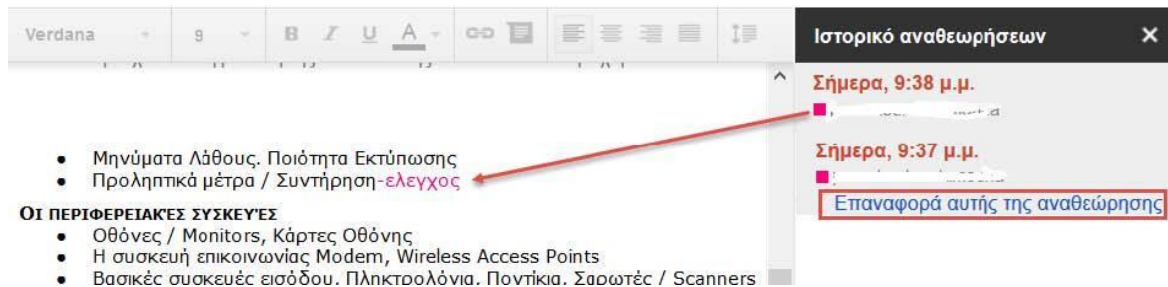 Verdana 9 B I U A
Ιστορικό αναθεωρήσεων
Σήμερα, 9:38 μ.μ.
Σήμερα, 9:37 μ.μ.
Επαναφορά αυτής της αναθεώρησης
● Μηνύματα Λάθους. Ποιότητα Εκτύπωσης
● Προληπτικά μέτρα / Συντήρηση-ελεγχος
ΟΙ ΠΕΡΙΦΕΡΕΙΑΚΈΣ ΣΥΣΚΕΥΈΣ
● Οθόνες / Monitors, Κάρτες Οθόνης
● Η συσκευή επικοινωνίας Modem, Wireless Access Points
● Βασικές συσκευές εισόδου, Πληκτρολόγια, Ποντίκια, Σαρωτές / Scanners